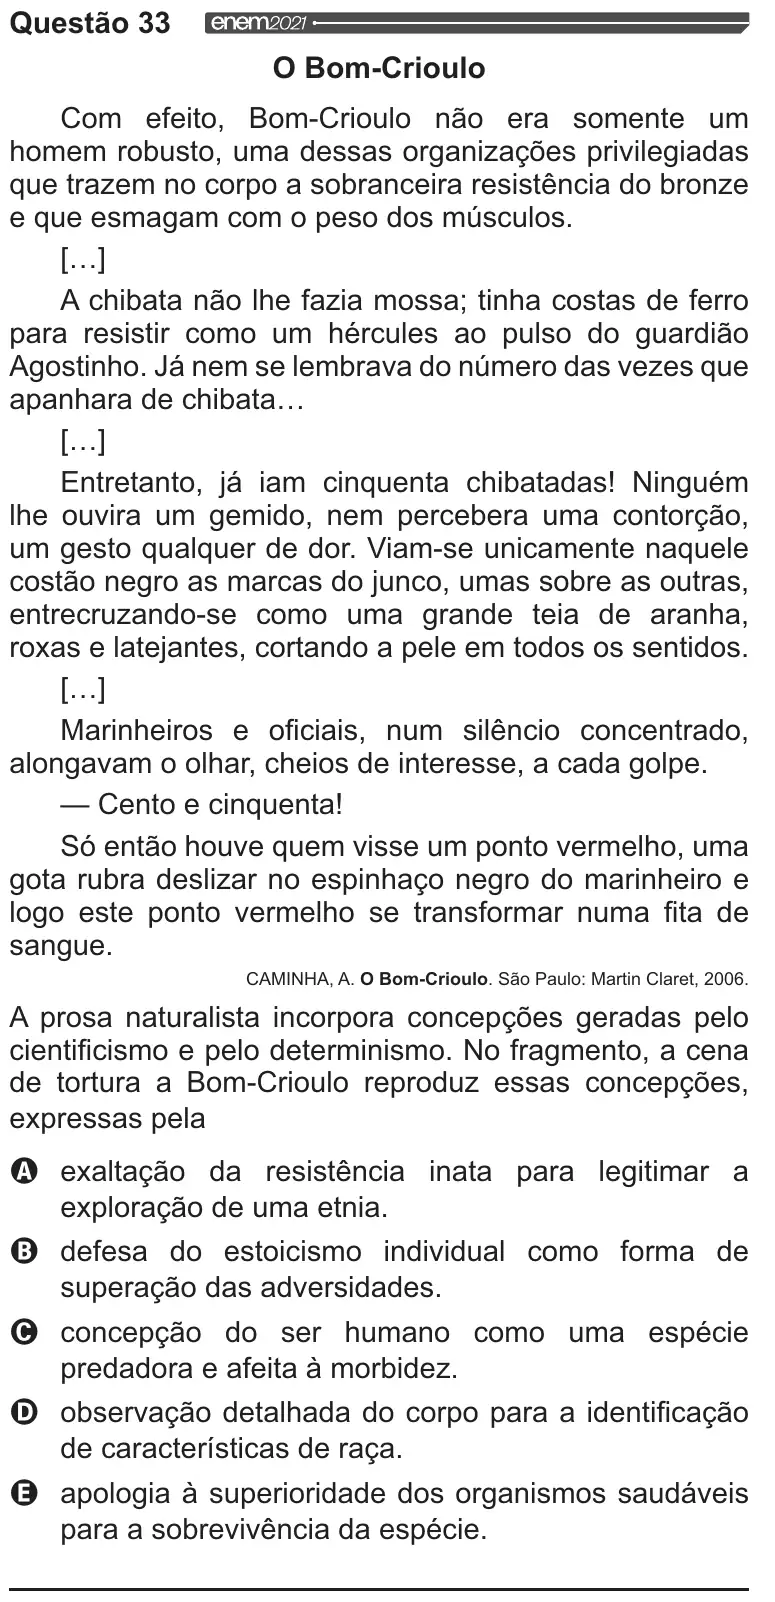 Questão 33 enem2021
O Bom-Crioulo
Com efeito, Bom-Crioulo não era somente um
homem robusto, uma dessas organizações privilegiadas
que trazem no corpo a sobranceira resistência do bronze
e que esmagam com o peso dos músculos.
[…]
A chibata não lhe fazia mossa; tinha costas de ferro
para resistir como um hércules ao pulso do guardião
Agostinho. Já nem se lembrava do número das vezes que
apanhara de chibata…
[…]
Entretanto, já iam cinquenta chibatadas! Ninguém
lhe ouvira um gemido, nem percebera uma contorção,
um gesto qualquer de dor. Viam-se unicamente naquele
costão negro as marcas do junco, umas sobre as outras,
entrecruzando-se como uma grande teia de aranha,
roxas e latejantes, cortando a pele em todos os sentidos.
[…]
Marinheiros e oficiais, num silêncio concentrado,
alongavam o olhar, cheios de interesse, a cada golpe.
— Cento e cinquenta!
Só então houve quem visse um ponto vermelho, uma
gota rubra deslizar no espinhaço negro do marinheiro e
logo este ponto vermelho se transformar numa fita de
sangue.
CAMINHA, A. O Bom-Crioulo. São Paulo: Martin Claret, 2006.
A prosa naturalista incorpora concepções geradas pelo
cientificismo e pelo determinismo. No fragmento, a cena
de tortura a Bom-Crioulo reproduz essas concepções,
expressas pela
A exaltação da resistência inata para legitimar a
exploração de uma etnia.
B defesa do estoicismo individual como forma de
superação das adversidades.
C concepção do ser humano como uma espécie
predadora e afeita à morbidez.
D observação detalhada do corpo para a identificação
de características de raça.
E apologia à superioridade dos organismos saudáveis
para a sobrevivência da espécie.